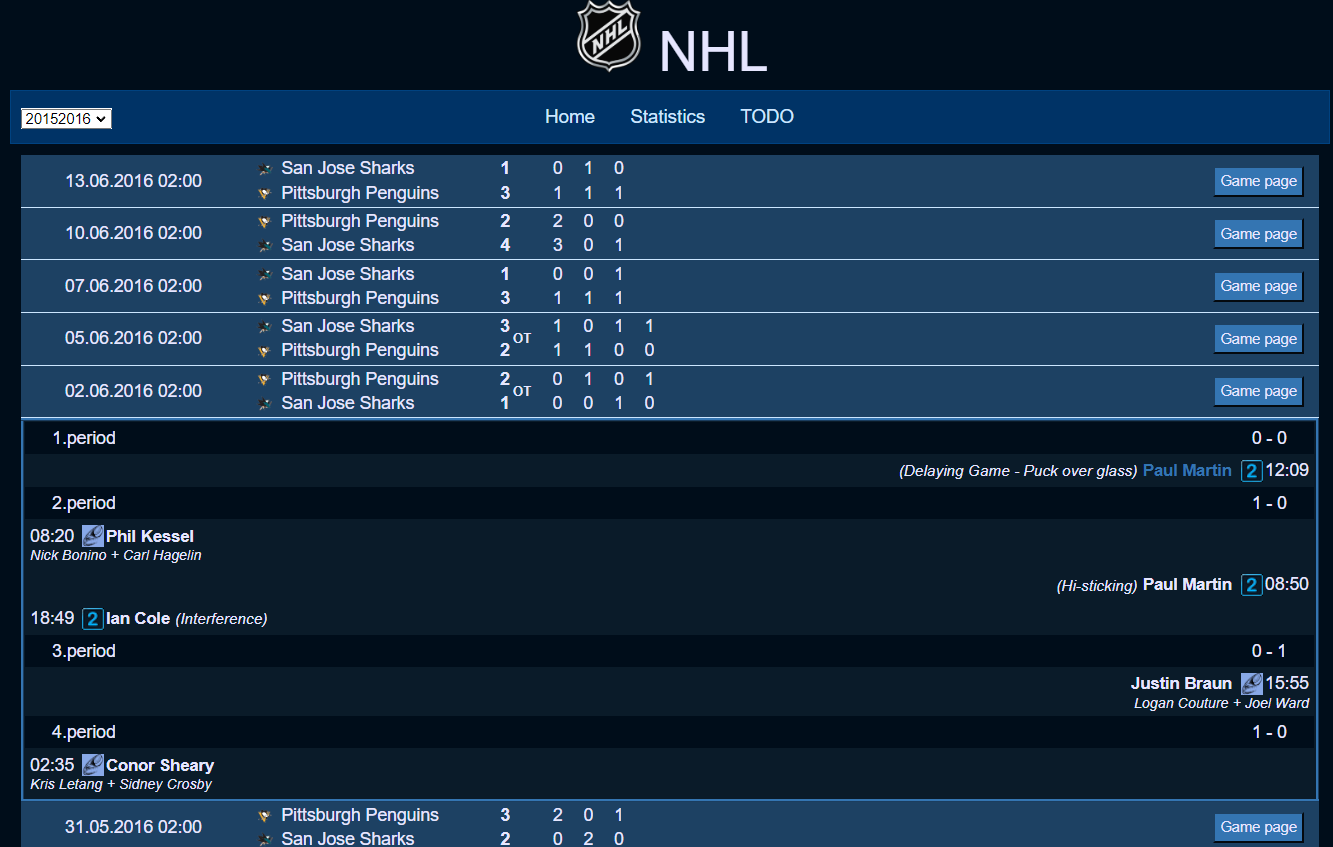 NHL NHL
20152016 Home Statistics TODO
13.06.2016 02:00
San Jose Sharks 1 0 1 0
Pittsburgh Penguins 3 1 1 1
Game page
10.06.2016 02:00
Pittsburgh Penguins 2 2 0 0
San Jose Sharks 4 3 0 1
Game page
07.06.2016 02:00
San Jose Sharks 1 0 0 1
Pittsburgh Penguins 3 1 1 1
Game page
05.06.2016 02:00
San Jose Sharks 3 1 0 1 1
OT
Pittsburgh Penguins 2 1 1 0 0
Game page
02.06.2016 02:00
Pittsburgh Penguins 2 0 1 0 1
OT
San Jose Sharks 1 0 0 1 0
Game page
1.period 0 - 0
(Delaying Game - Puck over glass) Paul Martin 2 12:09
2.period 1 - 0
08:20 Phil Kessel
Nick Bonino + Carl Hagelin
(Hi-sticking) Paul Martin 2 08:50
18:49 2 Ian Cole (Interference)
3.period 0 - 1
Justin Braun 15:55
Logan Couture + Joel Ward
4.period 1 - 0
02:35 Conor Sheary
Kris Letang + Sidney Crosby
31.05.2016 02:00
Pittsburgh Penguins 3 2 0 1
San Jose Sharks 2 0 2 0
Game page